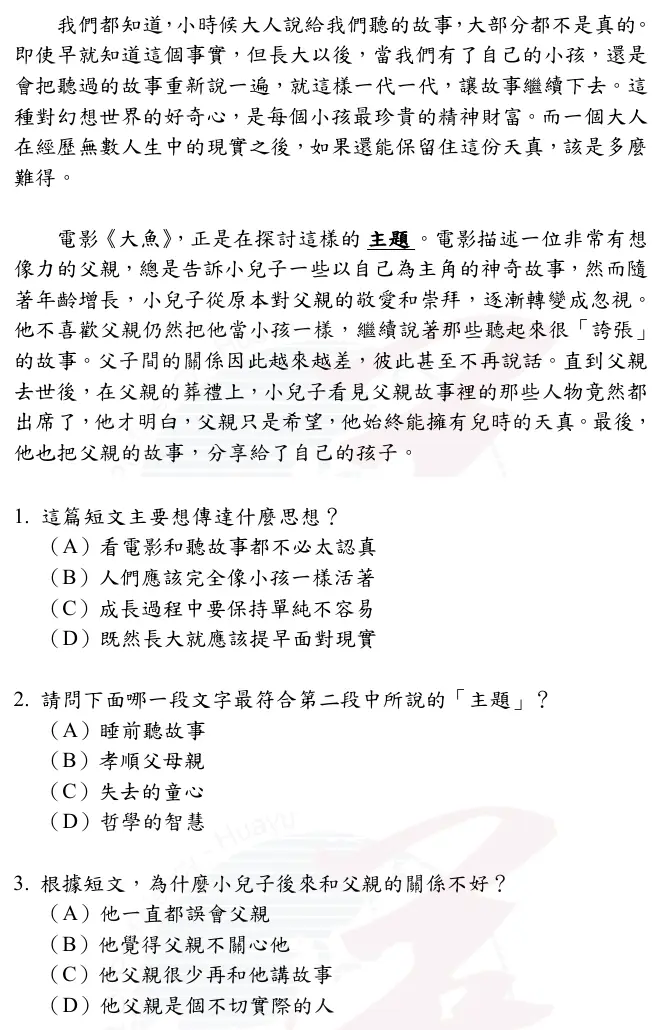 我們都知道，小時候大人說給我們聽的故事，大部分都不是真的。
即使早就知道這個事實，但長大以後，當我們有了自己的小孩，還是
會把聽過的故事重新說一遍，就這樣一代一代，讓故事繼續下去。這
種對幻想世界的好奇心，是每個小孩最珍貴的精神財富。而一個大人
在經歷無數人生中的現實之後，如果還能保留住這份天真，該是多麼
難得。
電影《大魚》，正是在探討這樣的 主題 。電影描述一位非常有想
像力的父親，總是告訴小兒子一些以自己為主角的神奇故事，然而隨
著年齡增長，小兒子從原本對父親的敬愛和崇拜，逐漸轉變成忽視。
他不喜歡父親仍然把他當小孩一樣，繼續說著那些聽起來很「誇張」
的故事。父子間的關係因此越來越差，彼此甚至不再說話。直到父親
去世後，在父親的葬禮上，小兒子看見父親故事裡的那些人物竟然都
出席了，他才明白，父親只是希望，他始終能擁有兒時的天真。最後，
他也把父親的故事，分享給了自己的孩子。
1. 這篇短文主要想傳達什麼思想？
（A）看電影和聽故事都不必太認真
（B）人們應該完全像小孩一樣活著
（C）成長過程中要保持單純不容易
（D）既然長大就應該提早面對現實
2. 請問下面哪一段文字最符合第二段中所說的「主題」？
（A）睡前聽故事
（B）孝順父母親
（C）失去的童心
（D）哲學的智慧
3. 根據短文，為什麼小兒子後來和父親的關係不好？
（A）他一直都誤會父親
（B）他覺得父親不關心他
（C）他父親很少再和他講故事
（D）他父親是個不切實際的人